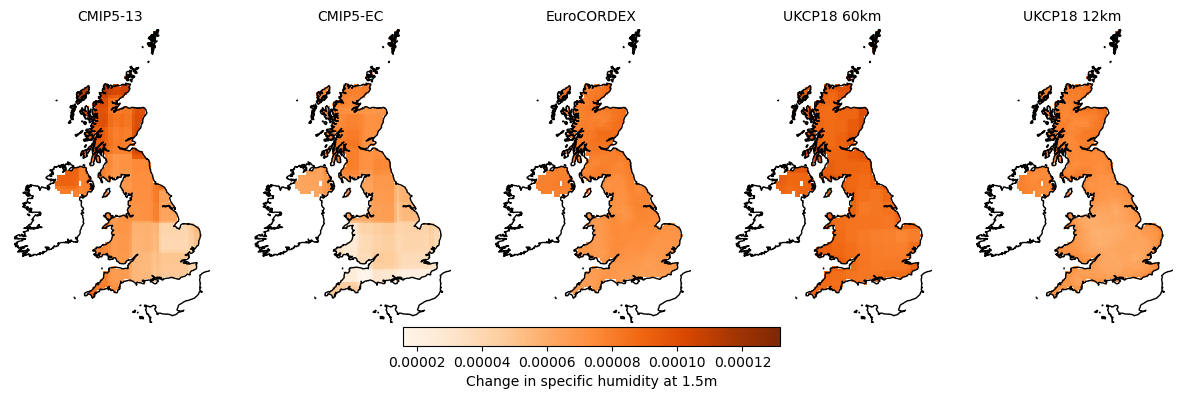 CMIP5-13 CMIP5-EC EuroCORDEX UKCP18 60km UKCP18 12km
0.00002 0.00004 0.00006 0.00008 0.00010 0.00012
Change in specific humidity at 1.5m